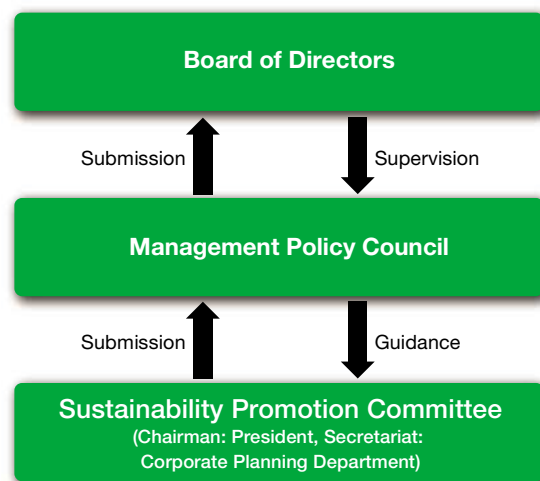 Board of Directors
Submission
Supervision
Management Policy Council
Submission
Guidance
Sustainability Promotion Committee
(Chairman: President, Secretariat:
Corporate Planning Department)